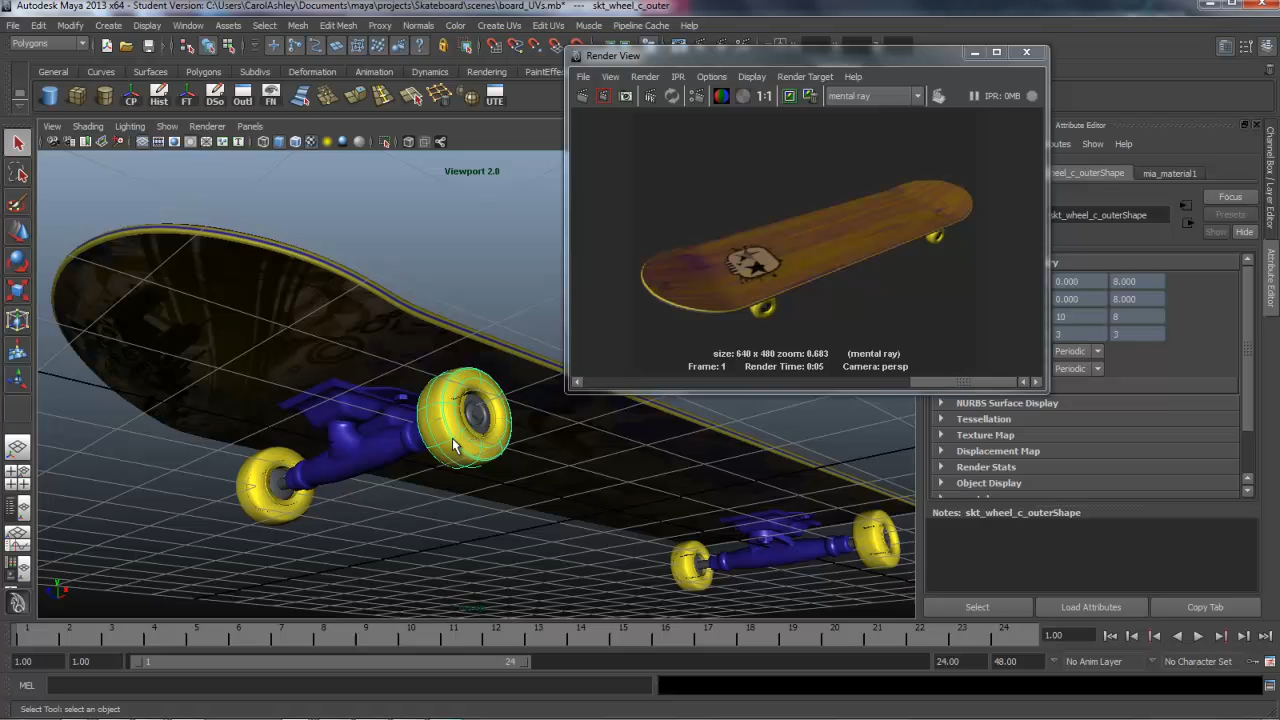 Autodesk Maya 2013 x64 - Student Version: C:\Users\CarolAshley\Documents\maya\projects\Skateboard\scenes\board_UVs.mb* --- skt_wheel_c_outer
File Edit Modify Create Display Window Assets Select Mesh Edit Mesh Proxy Normals Color Create UVs Edit UVs Muscle Pipeline Cache Help
Polygons
Render View
General Curves Surfaces Polygons Subdivs Deformation Animation Dynamics Rendering PaintEffe
File View Render IPR Options Display Render Target Help
CP Hist FT DSo Outl FN UTE
1:1 mental ray IPR: 0MB
View Shading Lighting Show Renderer Panels
Attribute Editor
butes Show Help
Viewport 2.0
heel_c_outerShape mia_material1
Focus
skt_wheel_c_outerShape Presets
Show Hide
ry
0.000 8.000
0.000 8.000
10 8
3 3
Periodic
Periodic
size: 640 x 480 zoom: 0.683 (mental ray)
Frame: 1 Render Time: 0:05 Camera: persp
NURBS Surface Display
Tessellation
Texture Map
Displacement Map
Render Stats
Object Display
Notes: skt_wheel_c_outerShape
Select Load Attributes Copy Tab
Channel Box / Layer Editor
Attribute Editor
1 2 3 4 5 6 7 8 9 10 11 12 13 14 15 16 17 18 19 20 21 22 23 24 1.00
1.00 1.00 1 24 24.00 48.00 No Anim Layer No Character Set
MEL
Select Tool: select an object